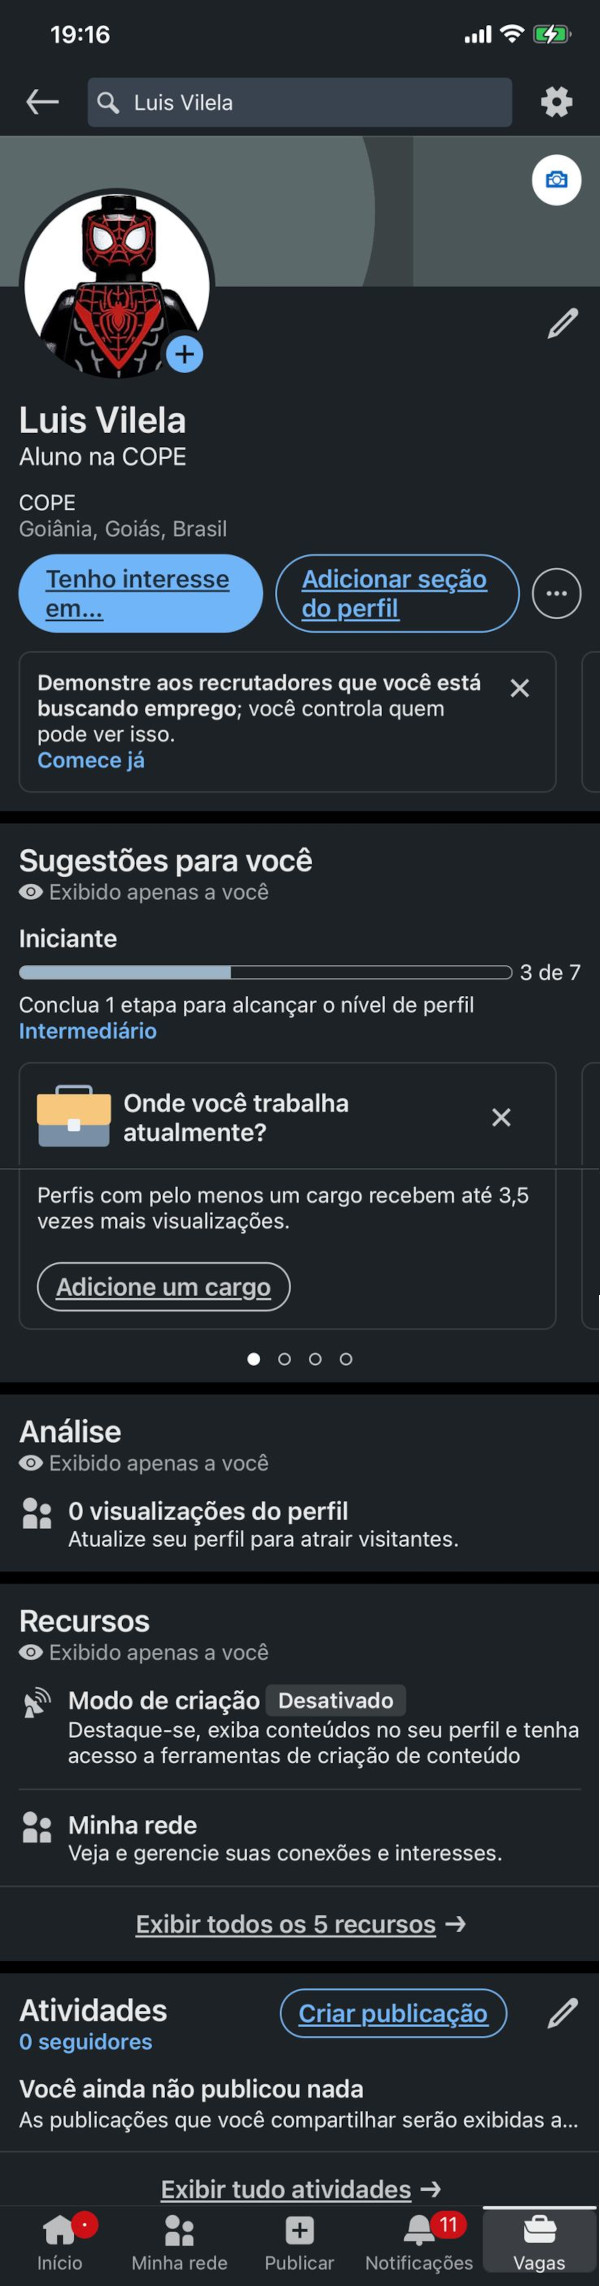 19:16
Luis Vilela
Luis Vilela
Aluno na COPE
COPE
Goiânia, Goiás, Brasil
Tenho interesse
em...
Adicionar seção
do perfil
Demonstre aos recrutadores que você está
buscando emprego; você controla quem
pode ver isso.
Comece já
Sugestões para você
Exibido apenas a você
Iniciante
3 de 7
Conclua 1 etapa para alcançar o nível de perfil
Intermediário
Onde você trabalha
atualmente?
Perfis com pelo menos um cargo recebem até 3,5
vezes mais visualizações.
Adicione um cargo
Análise
Exibido apenas a você
0 visualizações do perfil
Atualize seu perfil para atrair visitantes.
Recursos
Exibido apenas a você
Modo de criação Desativado
Destaque-se, exiba conteúdos no seu perfil e tenha
acesso a ferramentas de criação de conteúdo
Minha rede
Veja e gerencie suas conexões e interesses.
Exibir todos os 5 recursos →
Atividades
Criar publicação
0 seguidores
Você ainda não publicou nada
As publicações que você compartilhar serão exibidas a...
Exibir tudo atividades →
11
Início
Minha rede
Publicar
Notificações
Vagas